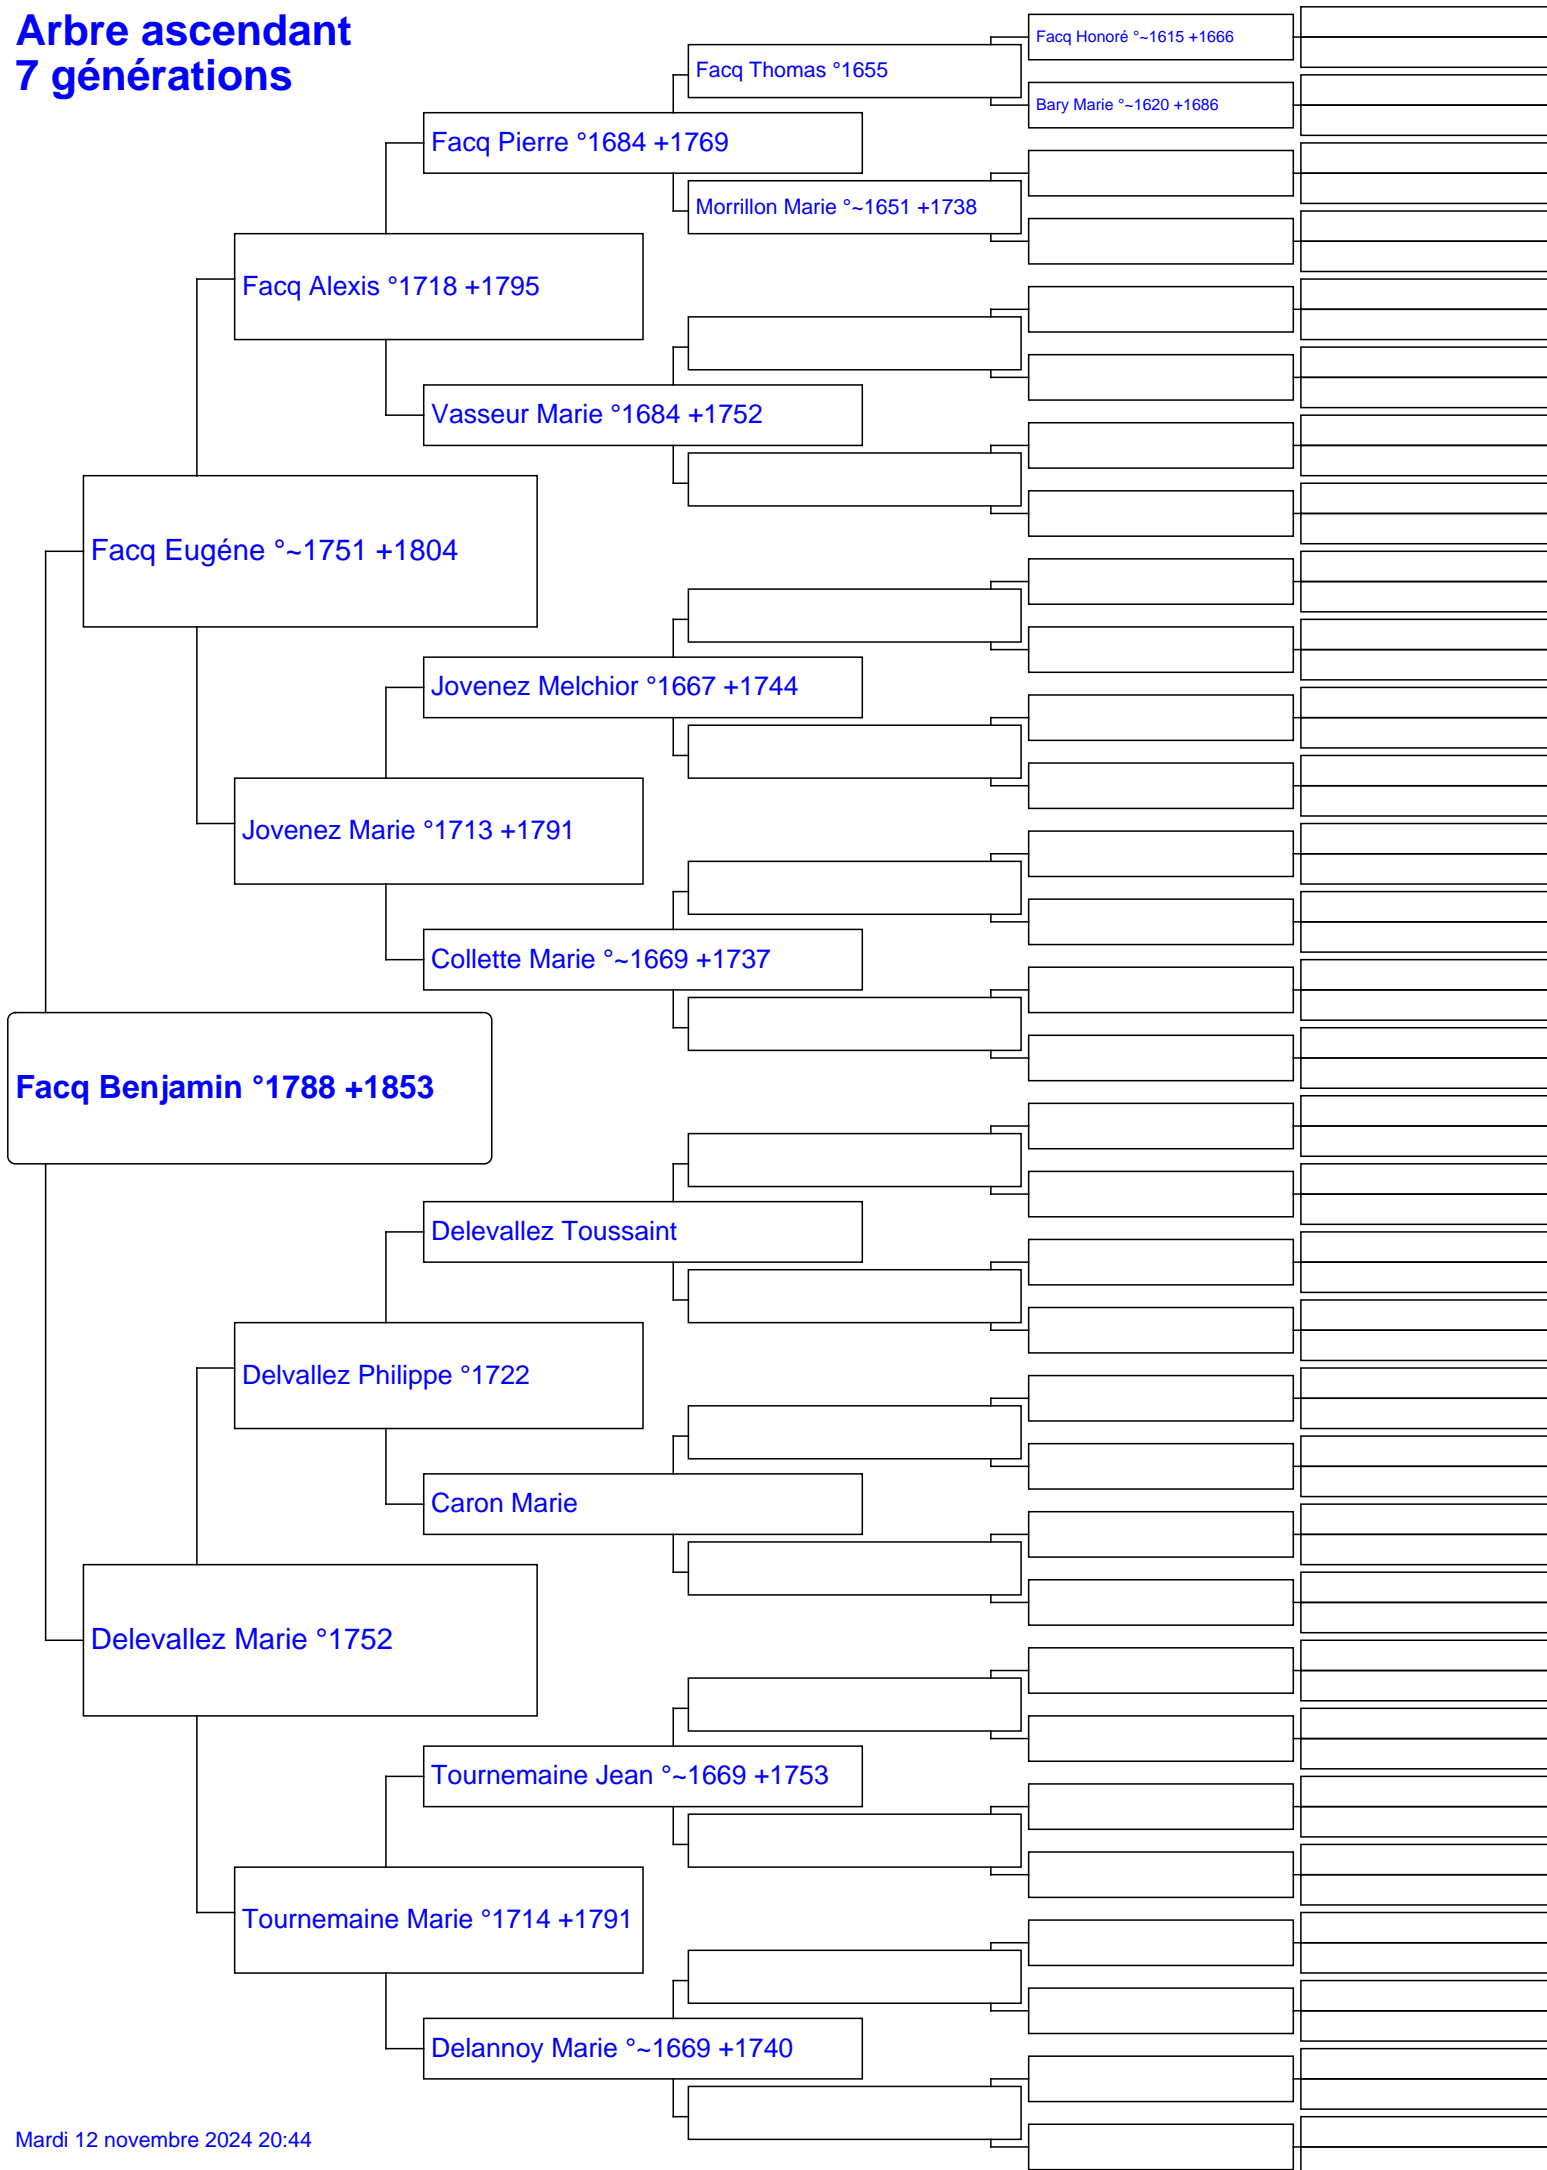 Arbre ascendant
7 générations
Facq Honoré °~1615 +1666
Facq Thomas °1655
Bary Marie °~1620 +1686
Facq Pierre °1684 +1769
Morrillon Marie °~1651 +1738
Facq Alexis °1718 +1795
Vasseur Marie °1684 +1752
Facq Eugéne °~1751 +1804
Jovenez Melchior °1667 +1744
Jovenez Marie °1713 +1791
Collette Marie °~1669 +1737
Facq Benjamin °1788 +1853
Delevallez Toussaint
Delvallez Philippe °1722
Caron Marie
Delevallez Marie °1752
Tournemaine Jean °~1669 +1753
Tournemaine Marie °1714 +1791
Delannoy Marie °~1669 +1740
Mardi 12 novembre 2024 20:44